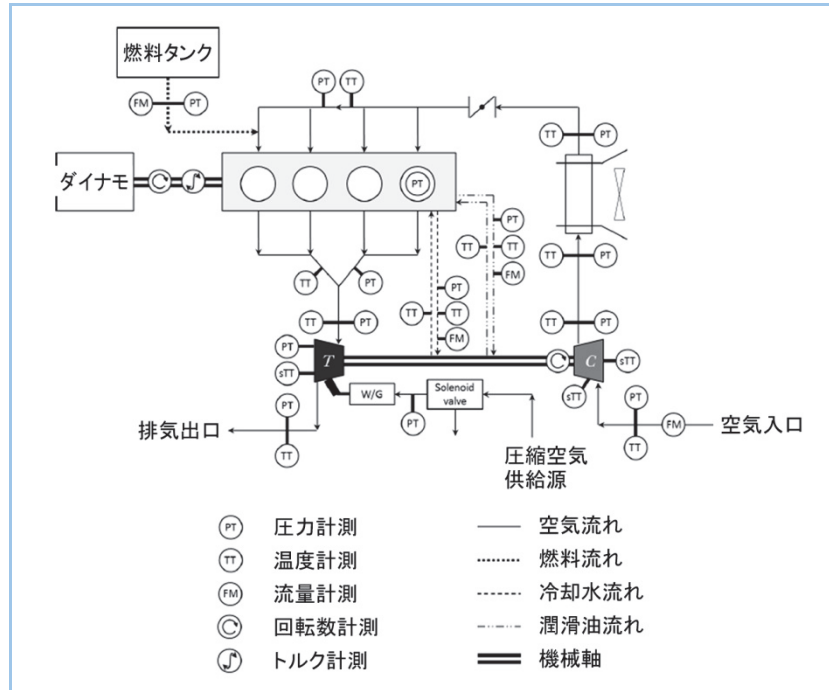 燃料タンク
PT
TT
FM
PT
TT
PT
ダイナモ
PT
PT
TT
TT
FM
TT
PT
TT
PT
PT
TT
TT
FM
TT
PT
TT
PT
PT
T
C
sTT
sTT
sTT
W/G
Solenoid
valve
PT
PT
TT
PT
TT
FM
排気出口
空気入口
圧縮空気
供給源
PT 圧力計測
TT 温度計測
FM 流量計測
回転数計測
トルク計測
空気流れ
燃料流れ
冷却水流れ
潤滑油流れ
機械軸